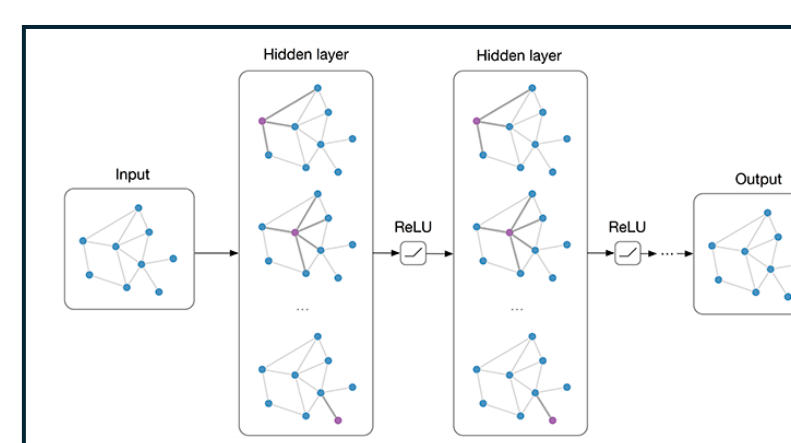 Hidden layer
Hidden layer
Input
Output
ReLU
ReLU
...
...
...